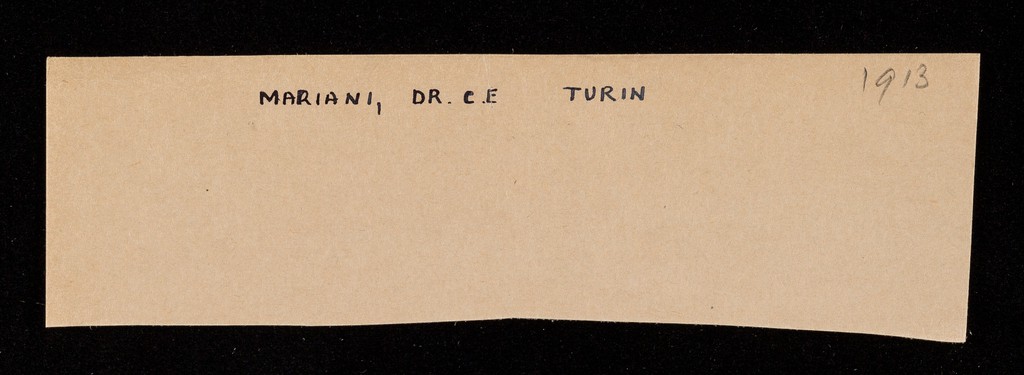 MARIANI, DR. C.E TURIN
1913